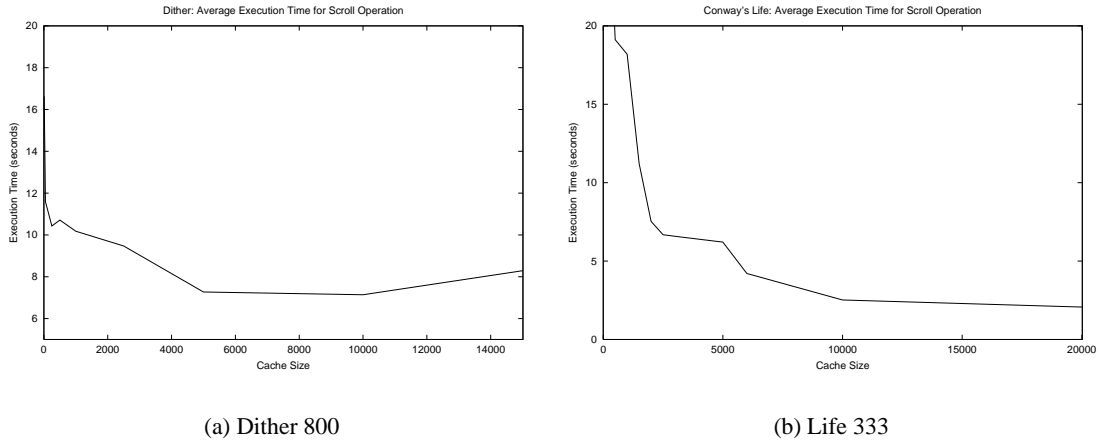 Dither: Average Execution Time for Scroll Operation
20
18
16
14
12
10
8
6
Execution Time (seconds)
0 2000 4000 6000 8000 10000 12000 14000
Cache Size
(a) Dither 800
Conway's Life: Average Execution Time for Scroll Operation
20
15
10
5
0
Execution Time (seconds)
0 5000 10000 15000 20000
Cache Size
(b) Life 333